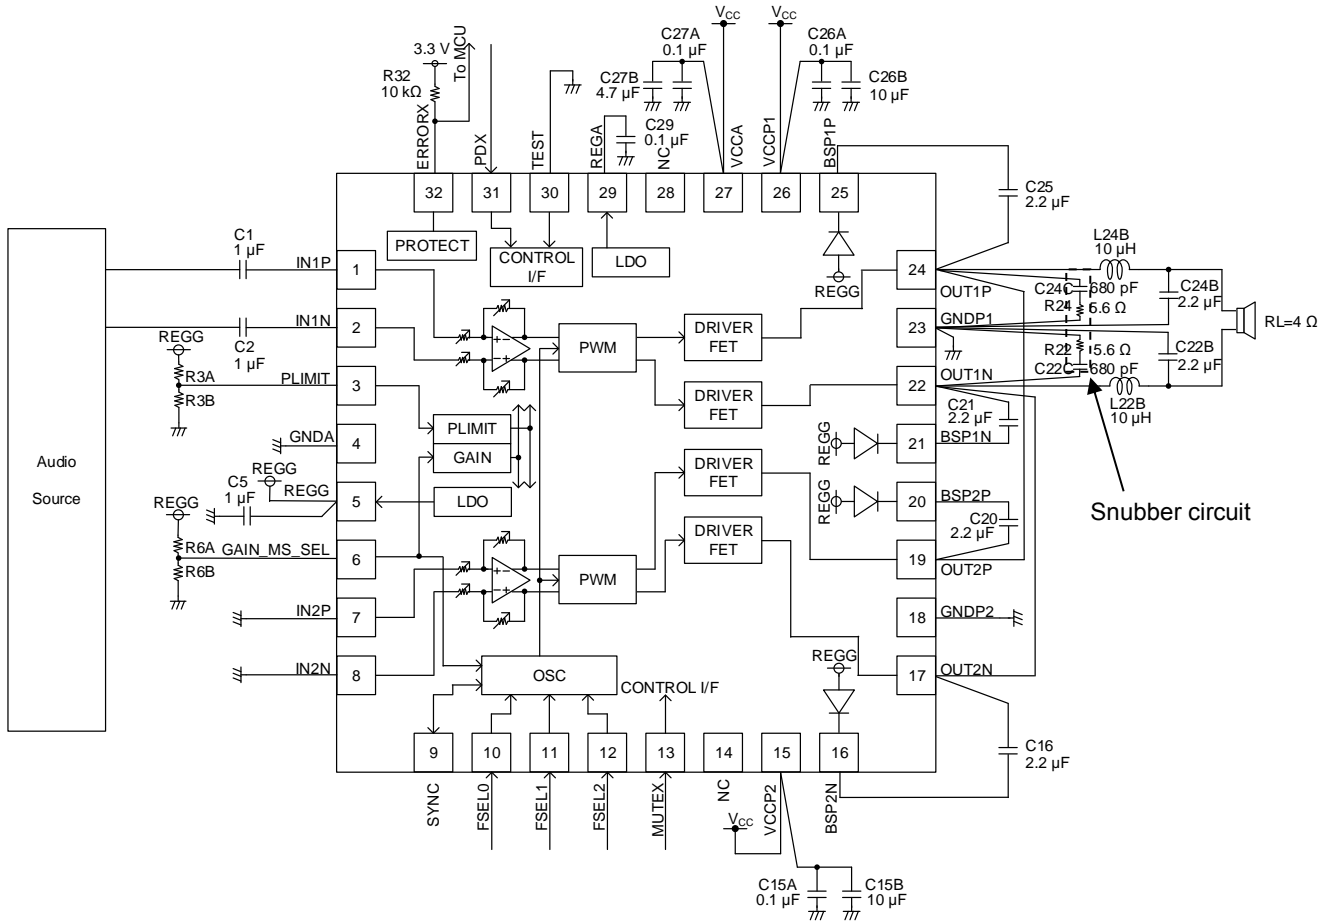 VCC
VCC
C27A
0.1 µF
C26A
0.1 µF
3.3 V
To MCU
R32
10 kΩ
C27B
4.7 µF
C26B
10 µF
ERRORX
PDX
TEST
REGA
C29
0.1 µF
NC
VCCA
VCCP1
BSP1P
32
31
30
29
28
27
26
25
C25
2.2 µF
PROTECT
CONTROL
I/F
LDO
REGG
Audio
Source
C1
1 µF
IN1P
1
IN1N
2
C2
1 µF
REGG
R3A
R3B
PLIMIT
3
GNDA
4
REGG
C5
1 µF
REGG
5
REGG
R6A
R6B
GAIN_MS_SEL
6
IN2P
7
IN2N
8
PWM
DRIVER
FET
DRIVER
FET
PLIMIT
GAIN
LDO
DRIVER
FET
DRIVER
FET
PWM
OSC
CONTROL I/F
24
OUT1P
23
GNDP1
22
OUT1N
REGG
21
BSP1N
REGG
20
BSP2P
19
OUT2P
18
GNDP2
17
OUT2N
REGG
L24B
10 µH
C24C
680 pF
R24
5.6 Ω
C24B
2.2 µF
RL=4 Ω
R22
5.6 Ω
C22C
680 pF
C22B
2.2 µF
L22B
10 µH
C21
2.2 µF
C20
2.2 µF
Snubber circuit
C16
2.2 µF
9
10
11
12
13
14
15
16
SYNC
FSEL0
FSEL1
FSEL2
MUTEX
NC
VCCP2
BSP2N
VCC
C15A
0.1 µF
C15B
10 µF